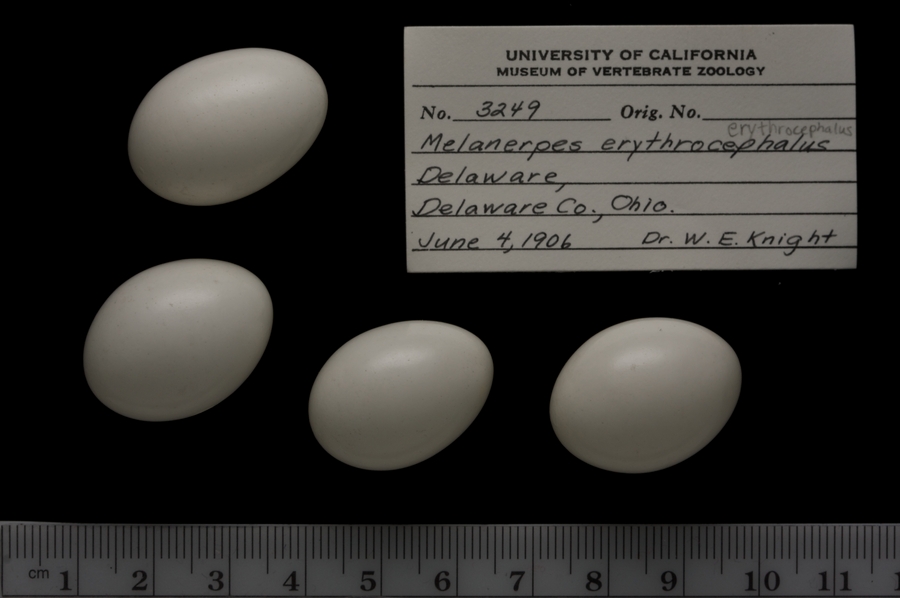 UNIVERSITY OF CALIFORNIA
MUSEUM OF VERTEBRATE ZOOLOGY
No. 3249 Orig. No.
erythrocephalus
Melanerpes erythrocephalus
Delaware,
Delaware Co., Ohio.
June 4, 1906 Dr. W. E. Knight
cm 1 2 3 4 5 6 7 8 9 10 11